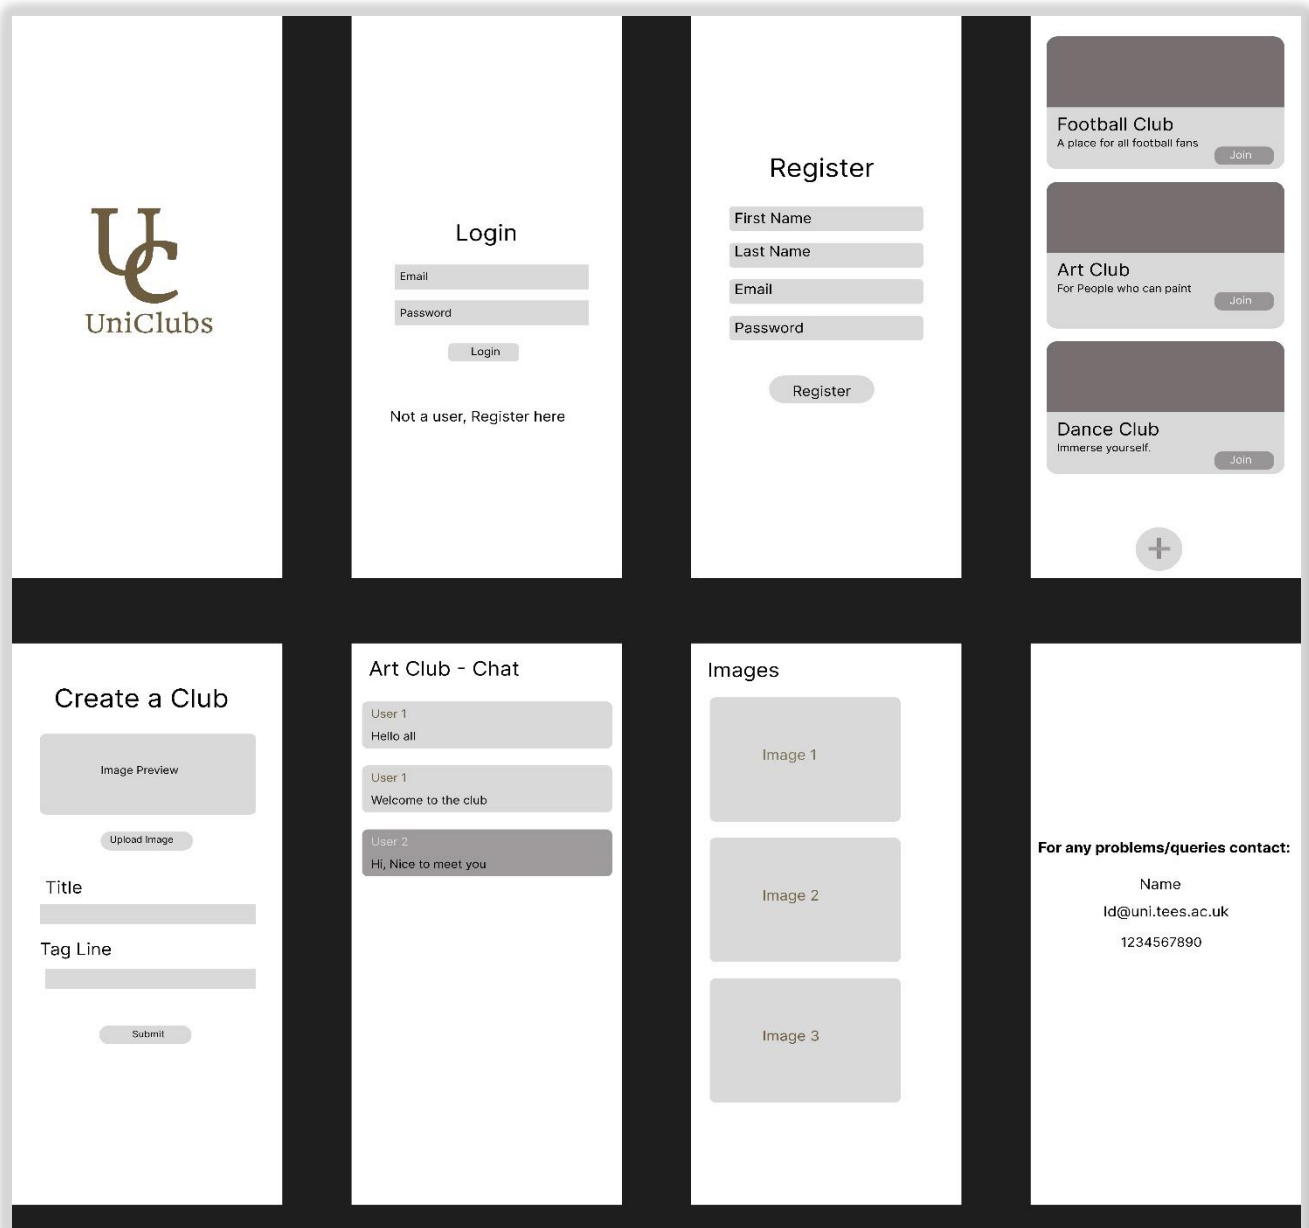 UC
UniClubs
Login
Email
Password
Login
Not a user, Register here
Register
First Name
Last Name
Email
Password
Register
Football Club
A place for all football fans
Join
Art Club
For People who can paint
Join
Dance Club
Immerse yourself.
Join
+
Create a Club
Image Preview
Upload Image
Title
Tag Line
Submit
Art Club - Chat
User 1
Hello all
User 1
Welcome to the club
User 2
Hi, Nice to meet you
Images
Image 1
Image 2
Image 3
For any problems/queries contact:
Name
Id@uni.tees.ac.uk
1234567890